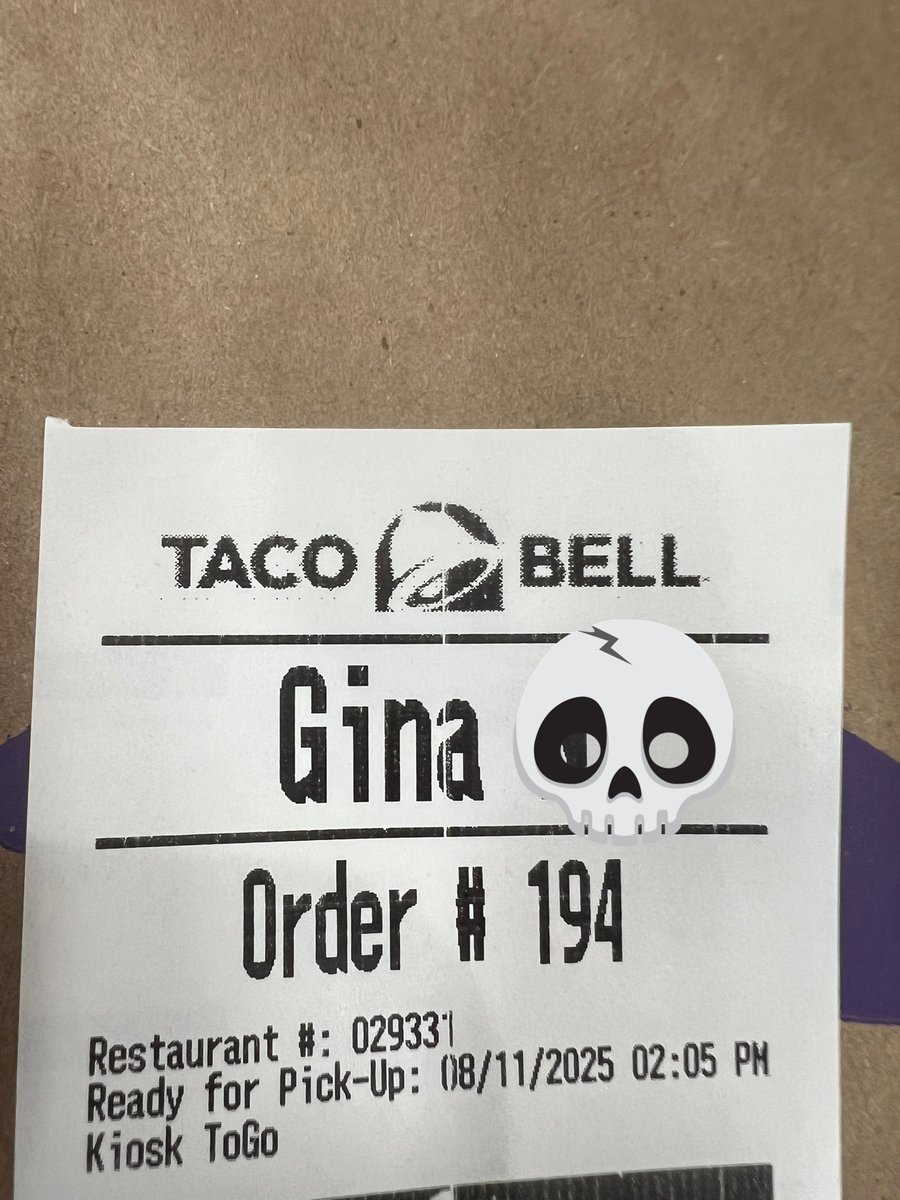 TACO BELL
Gina
Order # 194
Restaurant #: 029331
Ready for Pick-Up: 08/11/2025 02:05 PM
Kiosk ToGo